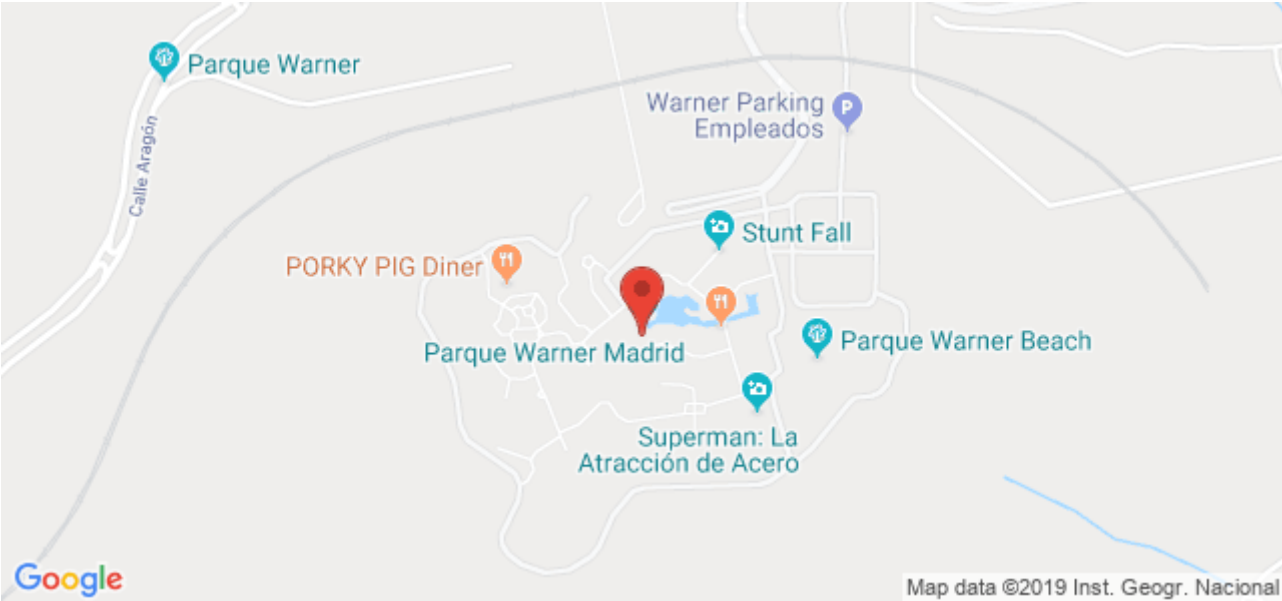 Parque Warner
Calle Aragón
Warner Parking
Empleados
P
Stunt Fall
PORKY PIG Diner
Parque Warner Madrid
Parque Warner Beach
Superman: La
Atracción de Acero
Google
Map data ©2019 Inst. Geogr. Nacional